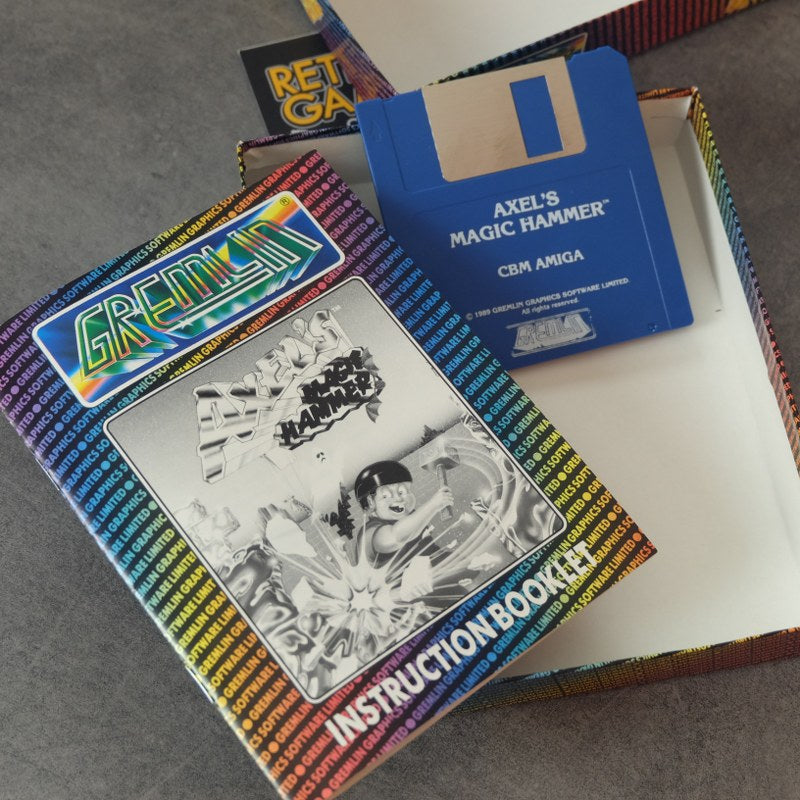 RET
GA
AXEL'S
MAGIC HAMMER™
CBM AMIGA
© 1989 GREMLIN GRAPHICS SOFTWARE LIMITED.
All rights reserved.
GREMLIN
GREMLIN®
AXEL'S™
MAGIC
HAMMER
INSTRUCTION BOOKLET
GREMLIN GRAPHICS SOFTWARE LIMITED